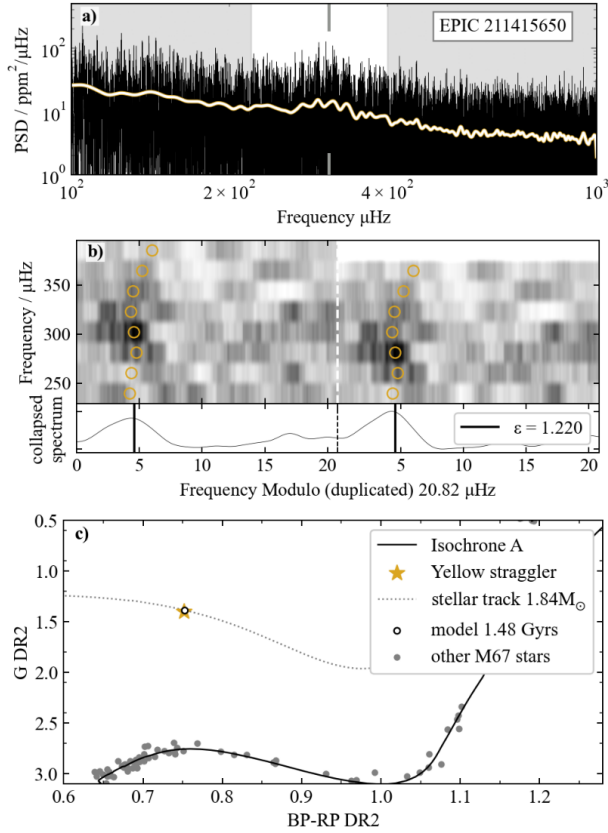 a)
EPIC 211415650
PSD / ppm²/μHz
10² 10¹ 10⁰
10² 2 × 10² 4 × 10² 10³
Frequency μHz
b)
Frequency / μHz
350 300 250
collapsed
spectrum
ε = 1.220
0 5 10 15 20 5 10 15 20
Frequency Modulo (duplicated) 20.82 μHz
c)
G DR2
0.5 1.0 1.5 2.0 2.5 3.0
Isochrone A
Yellow straggler
stellar track 1.84M☉
model 1.48 Gyrs
other M67 stars
0.6 0.7 0.8 0.9 1.0 1.1 1.2
BP-RP DR2